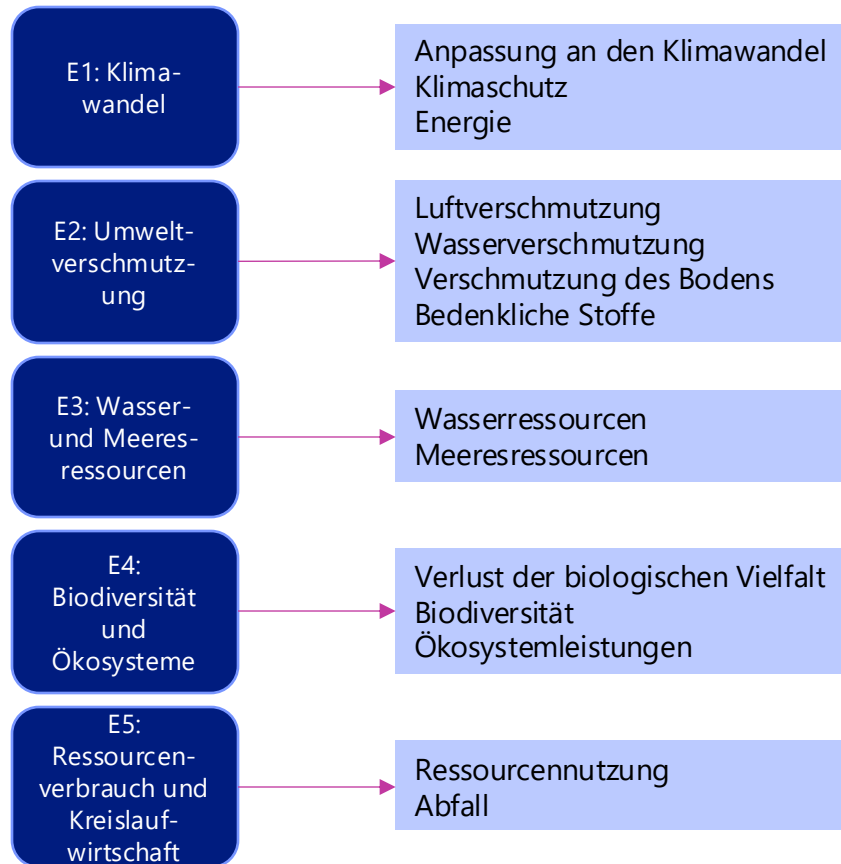 E1: Klima-
wandel
Anpassung an den Klimawandel
Klimaschutz
Energie
E2: Umwelt-
verschmutz-
ung
Luftverschmutzung
Wasserverschmutzung
Verschmutzung des Bodens
Bedenkliche Stoffe
E3: Wasser-
und Meeres-
ressourcen
Wasserressourcen
Meeresressourcen
E4:
Biodiversität
und
Ökosysteme
Verlust der biologischen Vielfalt
Biodiversität
Ökosystemleistungen
E5:
Ressourcen-
verbrauch und
Kreislauf-
wirtschaft
Ressourcennutzung
Abfall